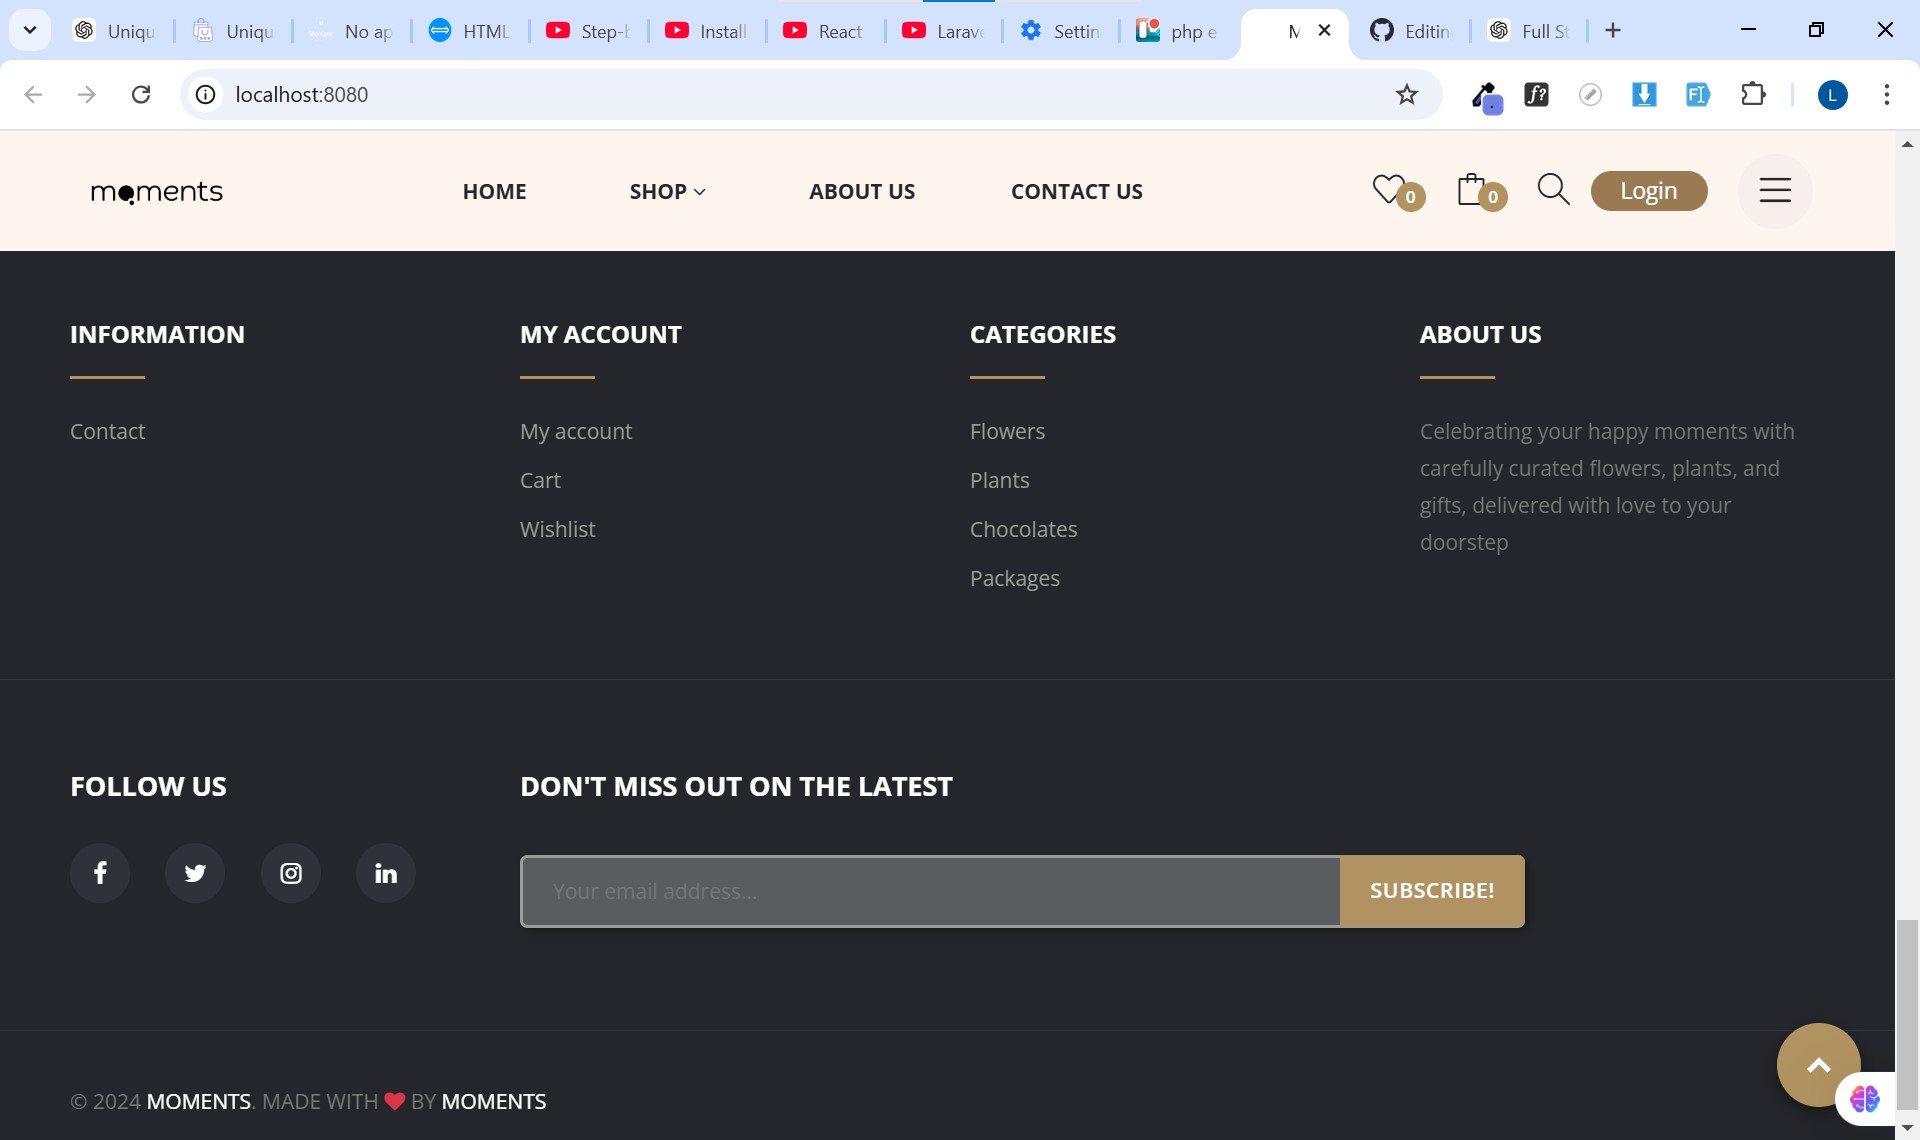 Uniqu
Uniqu
No ap
HTML
Step-b
Install
React
Larave
Settin
php e
M
Editin
Full St
localhost:8080
L
moments
HOME
SHOP
ABOUT US
CONTACT US
0
0
Login
INFORMATION
Contact
MY ACCOUNT
My account
Cart
Wishlist
CATEGORIES
Flowers
Plants
Chocolates
Packages
ABOUT US
Celebrating your happy moments with
carefully curated flowers, plants, and
gifts, delivered with love to your
doorstep
FOLLOW US
DON'T MISS OUT ON THE LATEST
Your email address...
SUBSCRIBE!
© 2024 MOMENTS. MADE WITH ❤ BY MOMENTS